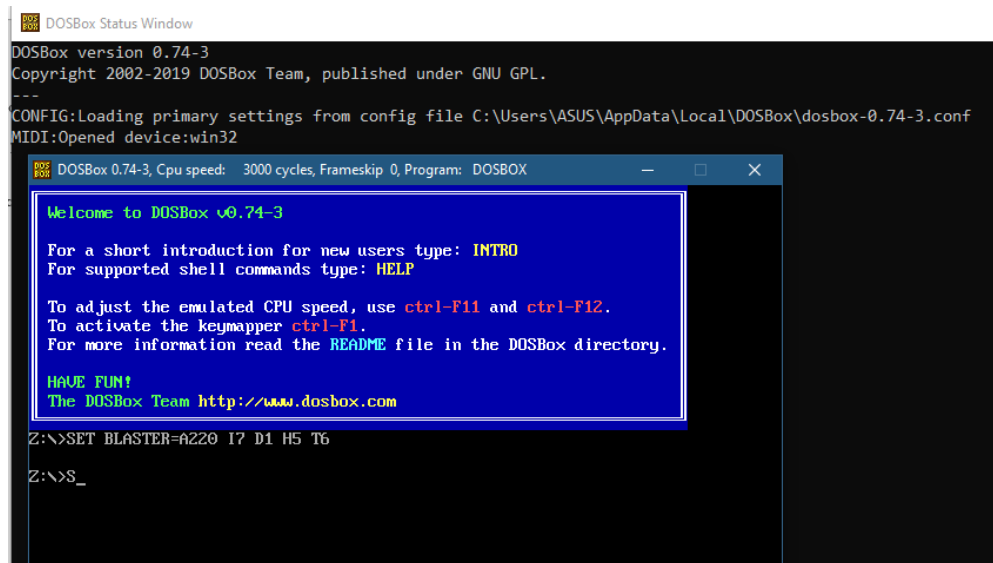 DOSBox Status Window
DOSBox version 0.74-3
Copyright 2002-2019 DOSBox Team, published under GNU GPL.
---
CONFIG:Loading primary settings from config file C:\Users\ASUS\AppData\Local\DOSBox\dosbox-0.74-3.conf
MIDI:Opened device:win32
DOSBox 0.74-3, Cpu speed: 3000 cycles, Frameskip 0, Program: DOSBOX
Welcome to DOSBox v0.74-3
For a short introduction for new users type: INTRO
For supported shell commands type: HELP
To adjust the emulated CPU speed, use ctrl-F11 and ctrl-F12.
To activate the keymapper ctrl-F1.
For more information read the README file in the DOSBox directory.
HAVE FUN!
The DOSBox Team http://www.dosbox.com
Z:\>SET BLASTER=A220 I7 D1 H5 T6
Z:\>S_